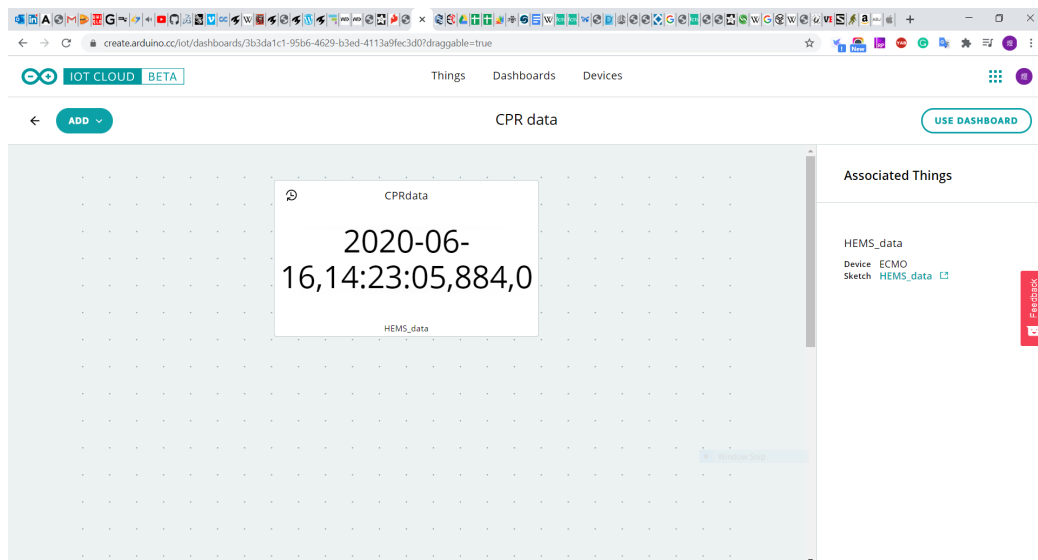 create.arduino.cc/iot/dashboards/3b3da1c1-95b6-4629-b3ed-4113a9fec3d0?draggable=true
IOT CLOUD BETA
Things Dashboards Devices
ADD
CPR data
USE DASHBOARD
CPRdata
2020-06-
16,14:23:05,884,0
HEMS_data
Associated Things
HEMS_data
Device ECMO
Sketch HEMS_data
Feedback
Window Snip